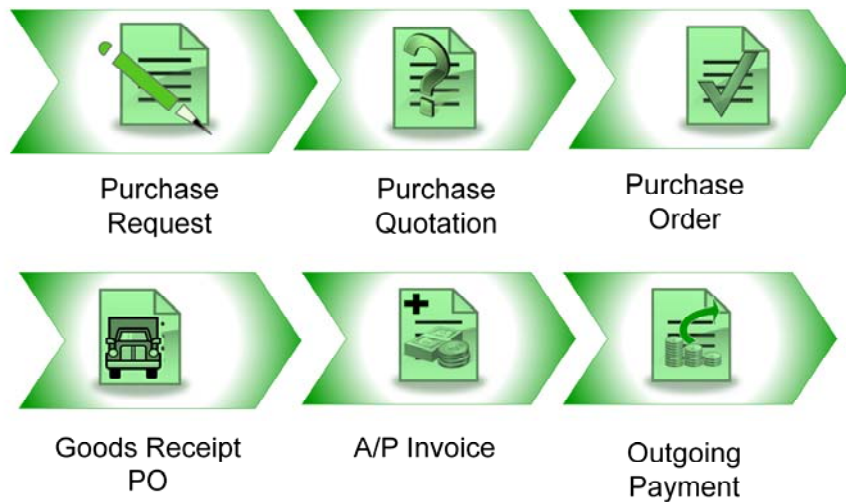 Purchase
Request
Purchase
Quotation
Purchase
Order
Goods Receipt
PO
A/P Invoice
Outgoing
Payment